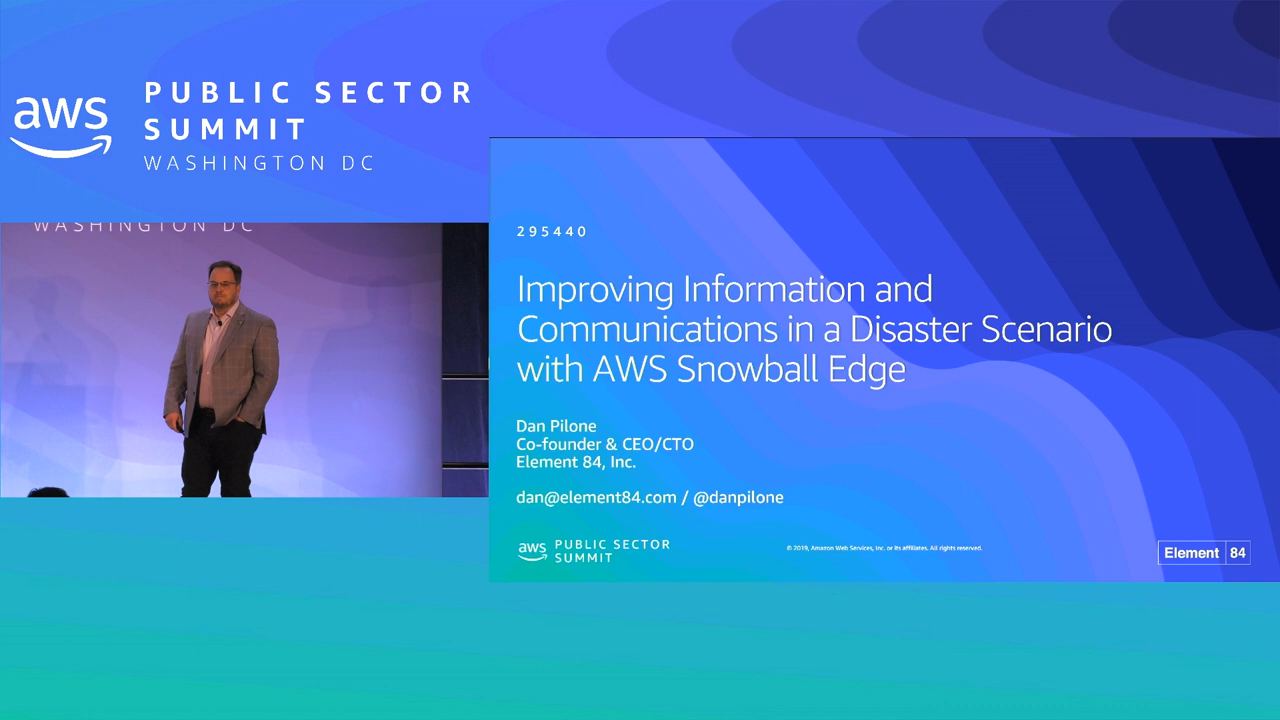 aws
PUBLIC SECTOR
SUMMIT
WASHINGTON DC
WASHINGTON DC
295440
Improving Information and
Communications in a Disaster Scenario
with AWS Snowball Edge
Dan Pilone
Co-founder & CEO/CTO
Element 84, Inc.
dan@element84.com / @danpilone
aws
PUBLIC SECTOR
SUMMIT
© 2019, Amazon Web Services, Inc. or its affiliates. All rights reserved.
Element 84